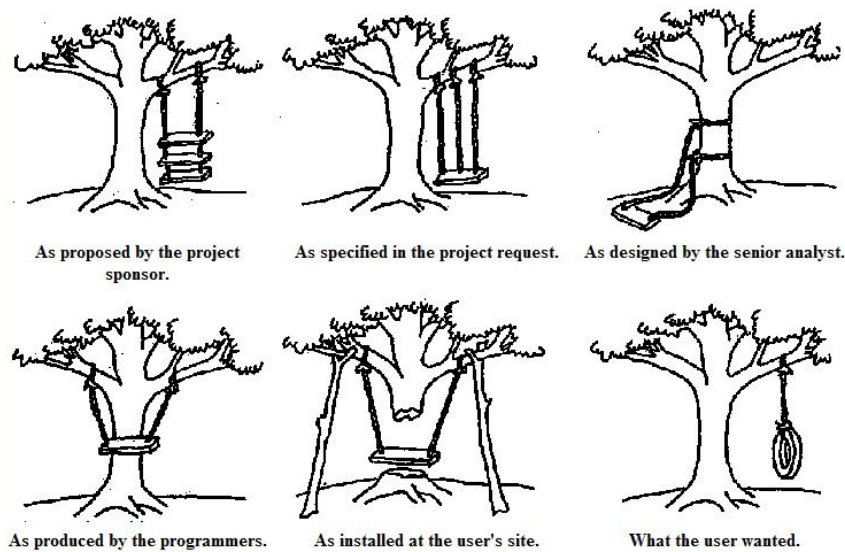 As proposed by the project
sponsor.
As specified in the project request.
As designed by the senior analyst.
As produced by the programmers.
As installed at the user's site.
What the user wanted.